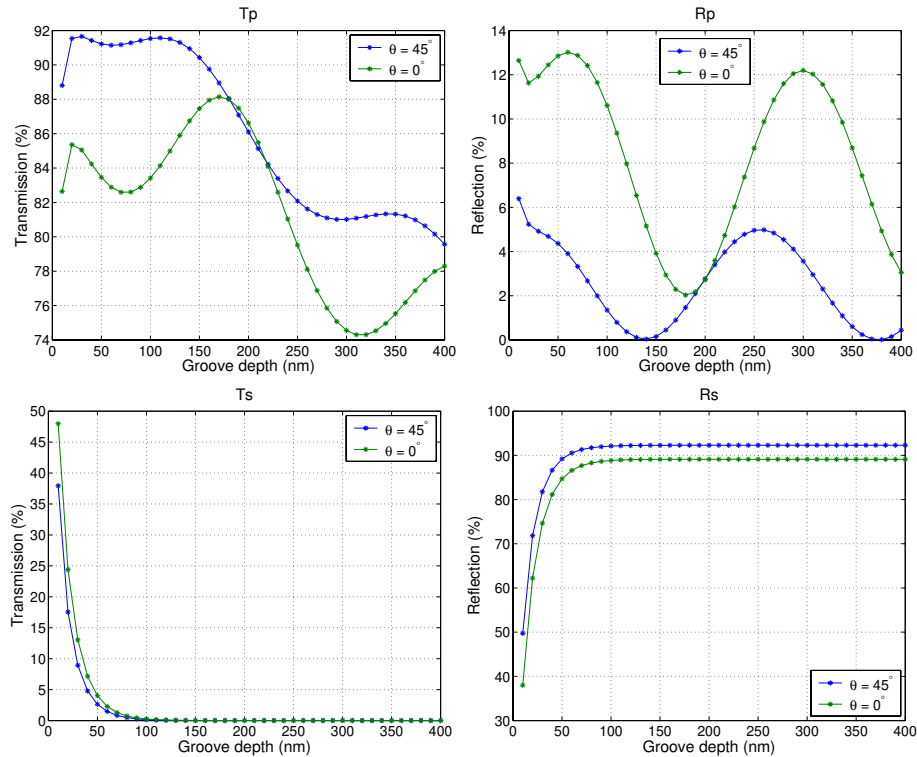 Tp
92
90
88
86
84
82
80
78
76
74
Transmission (%)
0 50 100 150 200 250 300 350 400
Groove depth (nm)
θ = 45°
θ = 0°
Rp
14
12
10
8
6
4
2
0
Reflection (%)
0 50 100 150 200 250 300 350 400
Groove depth (nm)
θ = 45°
θ = 0°
Ts
50
45
40
35
30
25
20
15
10
5
0
Transmission (%)
0 50 100 150 200 250 300 350 400
Groove depth (nm)
θ = 45°
θ = 0°
Rs
100
90
80
70
60
50
40
30
Reflection (%)
0 50 100 150 200 250 300 350 400
Groove depth (nm)
θ = 45°
θ = 0°